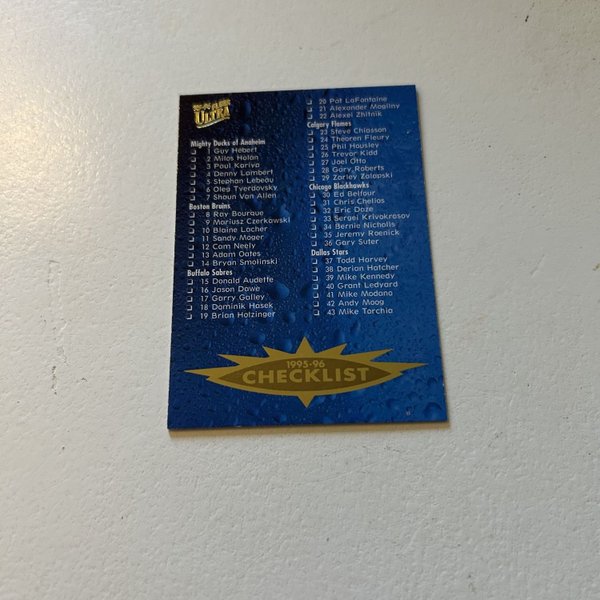 95-96 FLEER
ULTRA
Mighty Ducks of Anaheim
1 Guy Hebert
2 Milos Holan
3 Paul Kariya
4 Denny Lambert
5 Stephan Lebeau
6 Oleg Tverdovsky
7 Shaun Van Allen
Boston Bruins
8 Ray Bourque
9 Mariusz Czerkawski
10 Blaine Lacher
11 Sandy Moger
12 Cam Neely
13 Adam Oates
14 Bryan Smolinski
Buffalo Sabres
15 Donald Audette
16 Jason Dawe
17 Garry Galley
18 Dominik Hasek
19 Brian Holzinger
20 Pat LaFontaine
21 Alexander Mogilny
22 Alexei Zhitnik
Calgary Flames
23 Steve Chiasson
24 Theoren Fleury
25 Phil Housley
26 Trevor Kidd
27 Joel Otto
28 Gary Roberts
29 Zarley Zalapski
Chicago Blackhawks
30 Ed Belfour
31 Chris Chelios
32 Eric Daze
33 Sergei Krivokrasov
34 Bernie Nicholls
35 Jeremy Roenick
36 Gary Suter
Dallas Stars
37 Todd Harvey
38 Derian Hatcher
39 Mike Kennedy
40 Grant Ledyard
41 Mike Modano
42 Andy Moog
43 Mike Torchia
1995-96
CHECKLIST